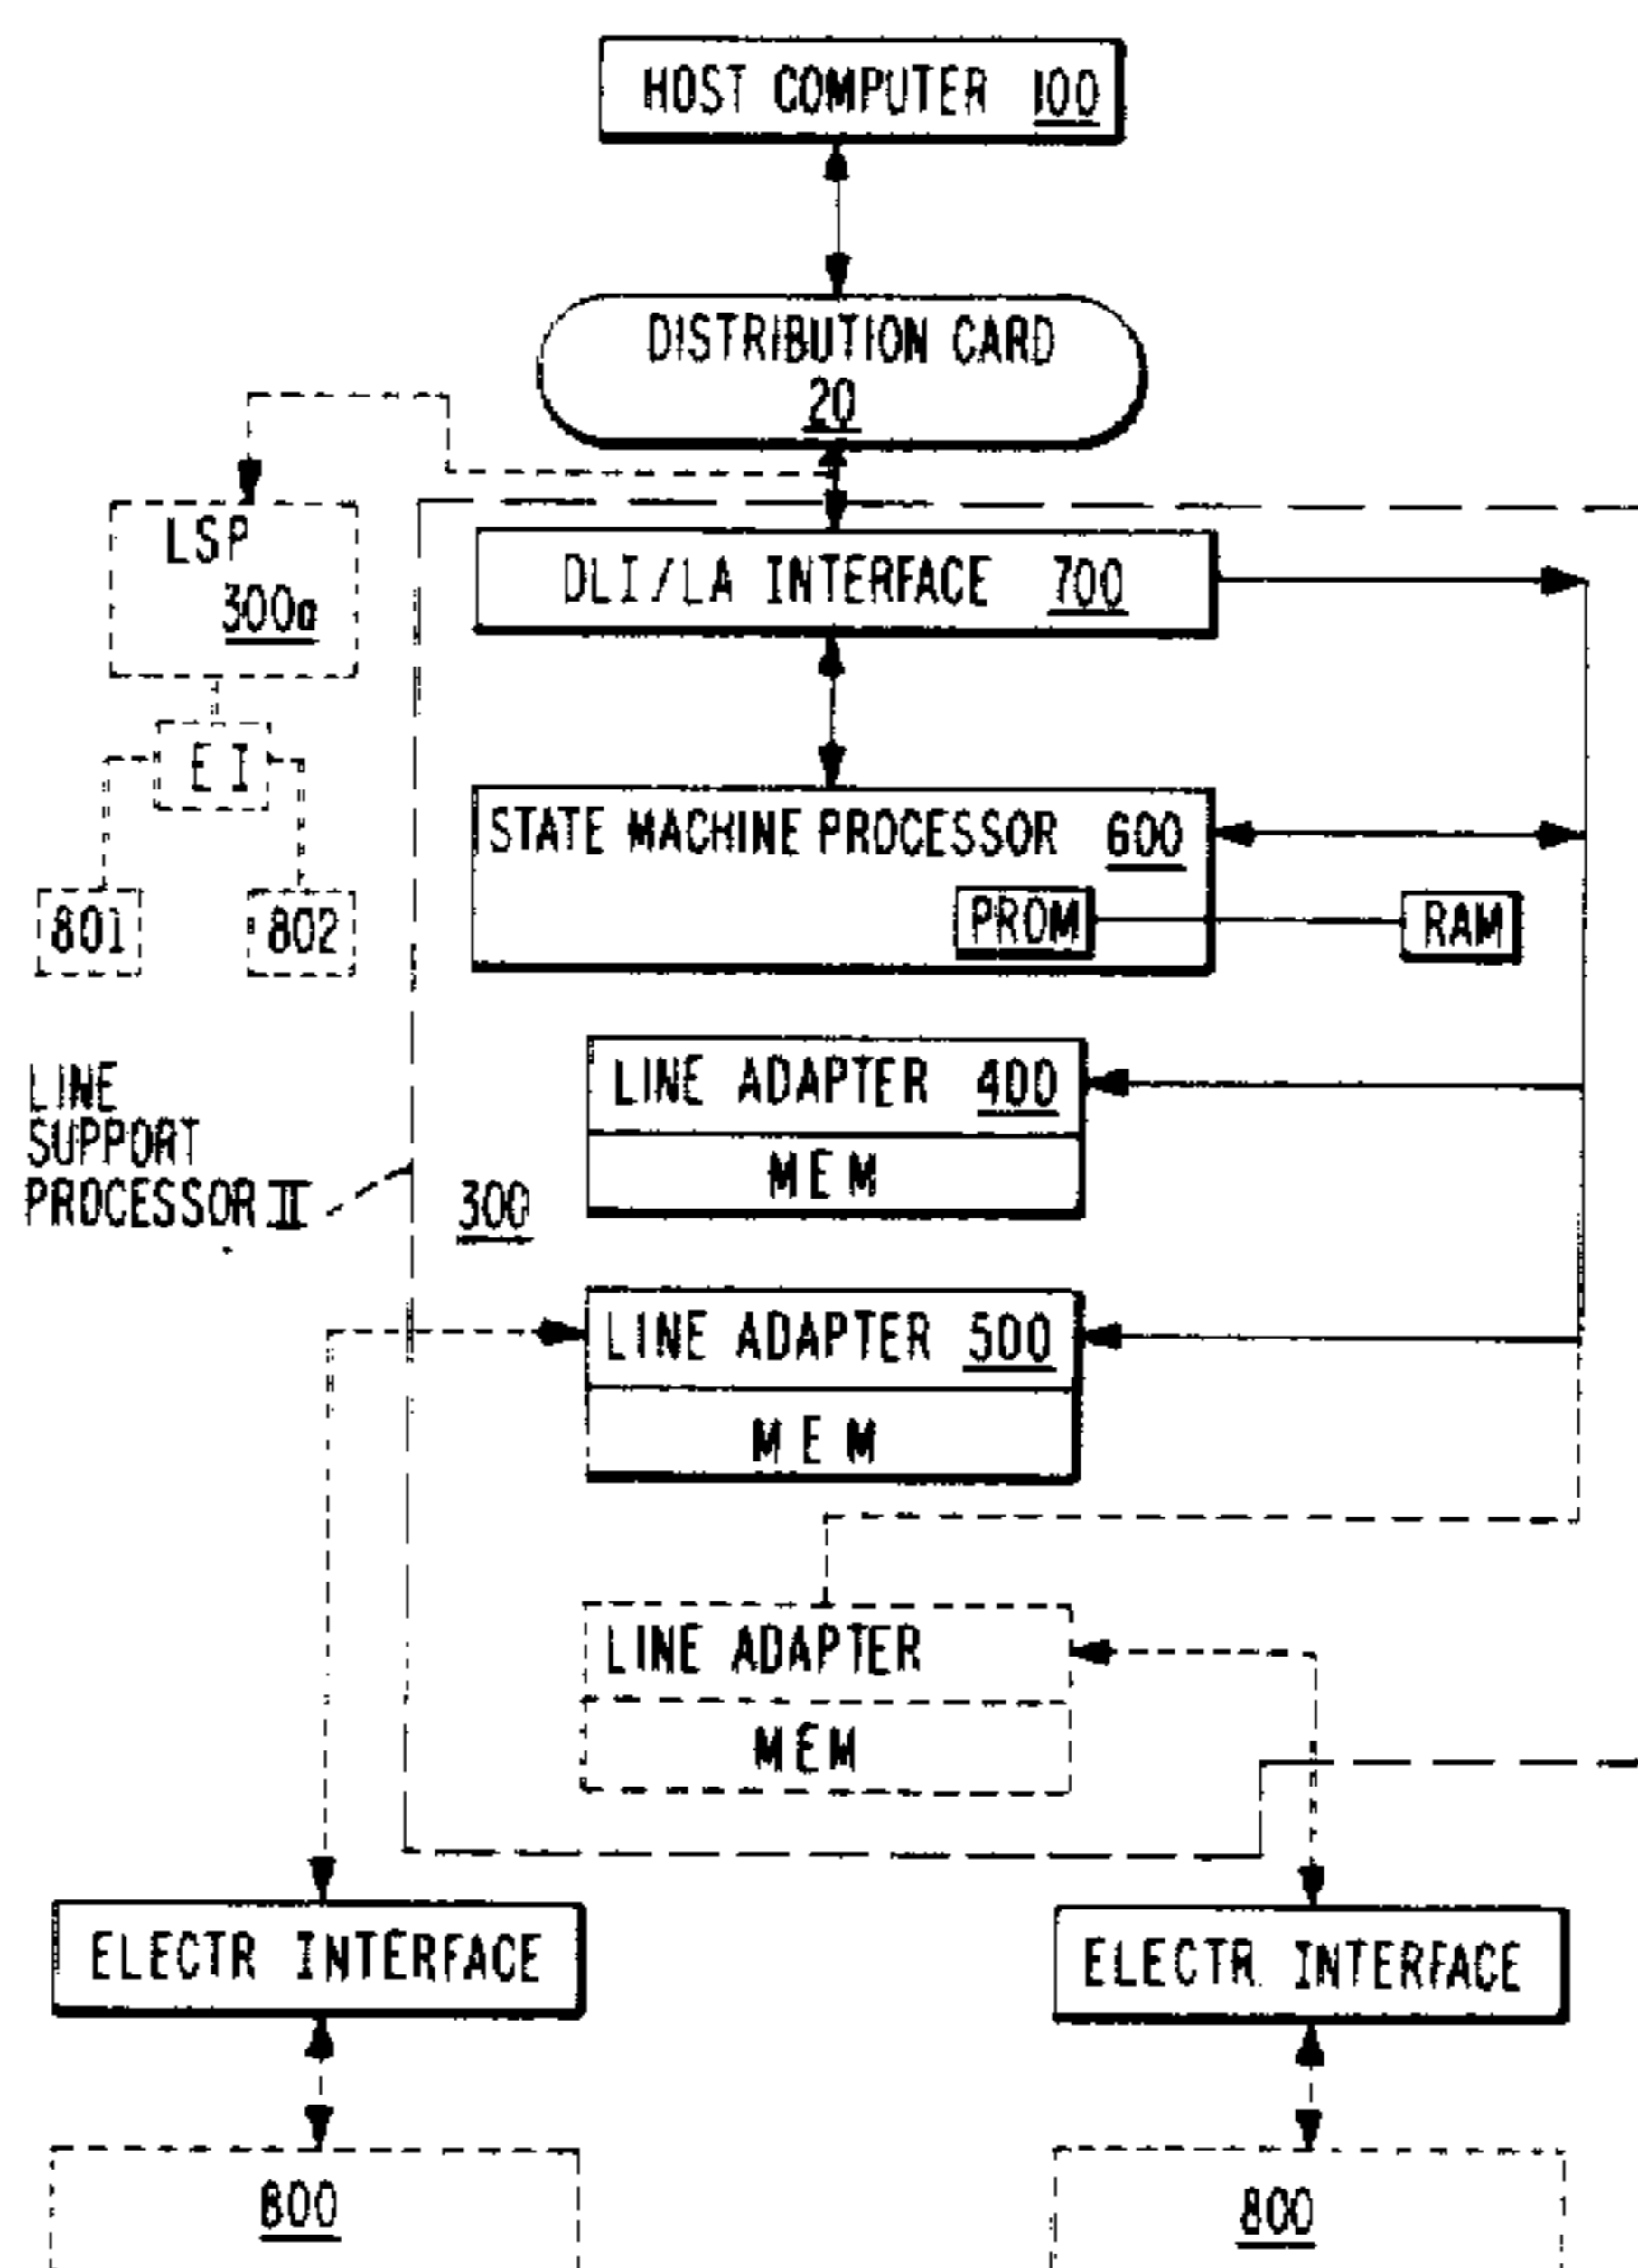 HOST COMPUTER 100
DISTRIBUTION CARD
20
LSP
300a
DLI/LA INTERFACE 700
EI
STATE MACHINE PROCESSOR 600
PROM
RAM
801
802
LINE ADAPTER 400
MEM
LINE
SUPPORT
PROCESSOR II
300
LINE ADAPTER 500
MEM
LINE ADAPTER
MEM
ELECTR INTERFACE
ELECTR. INTERFACE
800
800